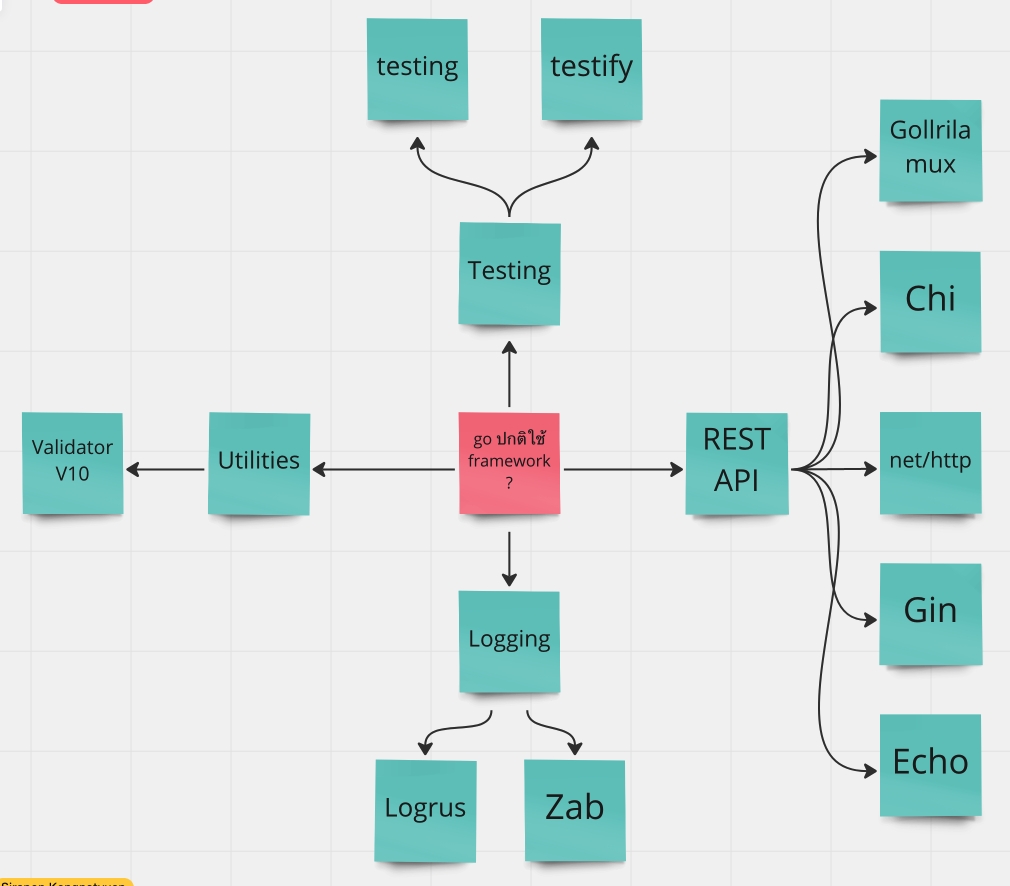 testing
testify
Gollrila
mux
Testing
Chi
Validator
V10
Utilities
go ปกติใช้
framework
?
REST
API
net/http
Logging
Gin
Logrus
Zab
Echo